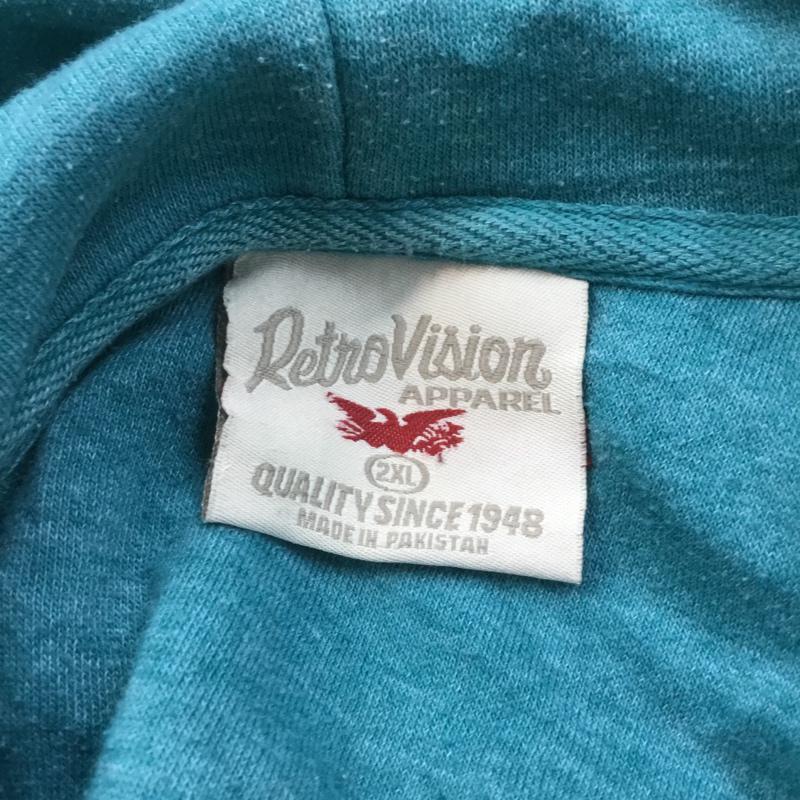 RetroVision
APPAREL
2XL
QUALITY SINCE 1948
MADE IN PAKISTAN